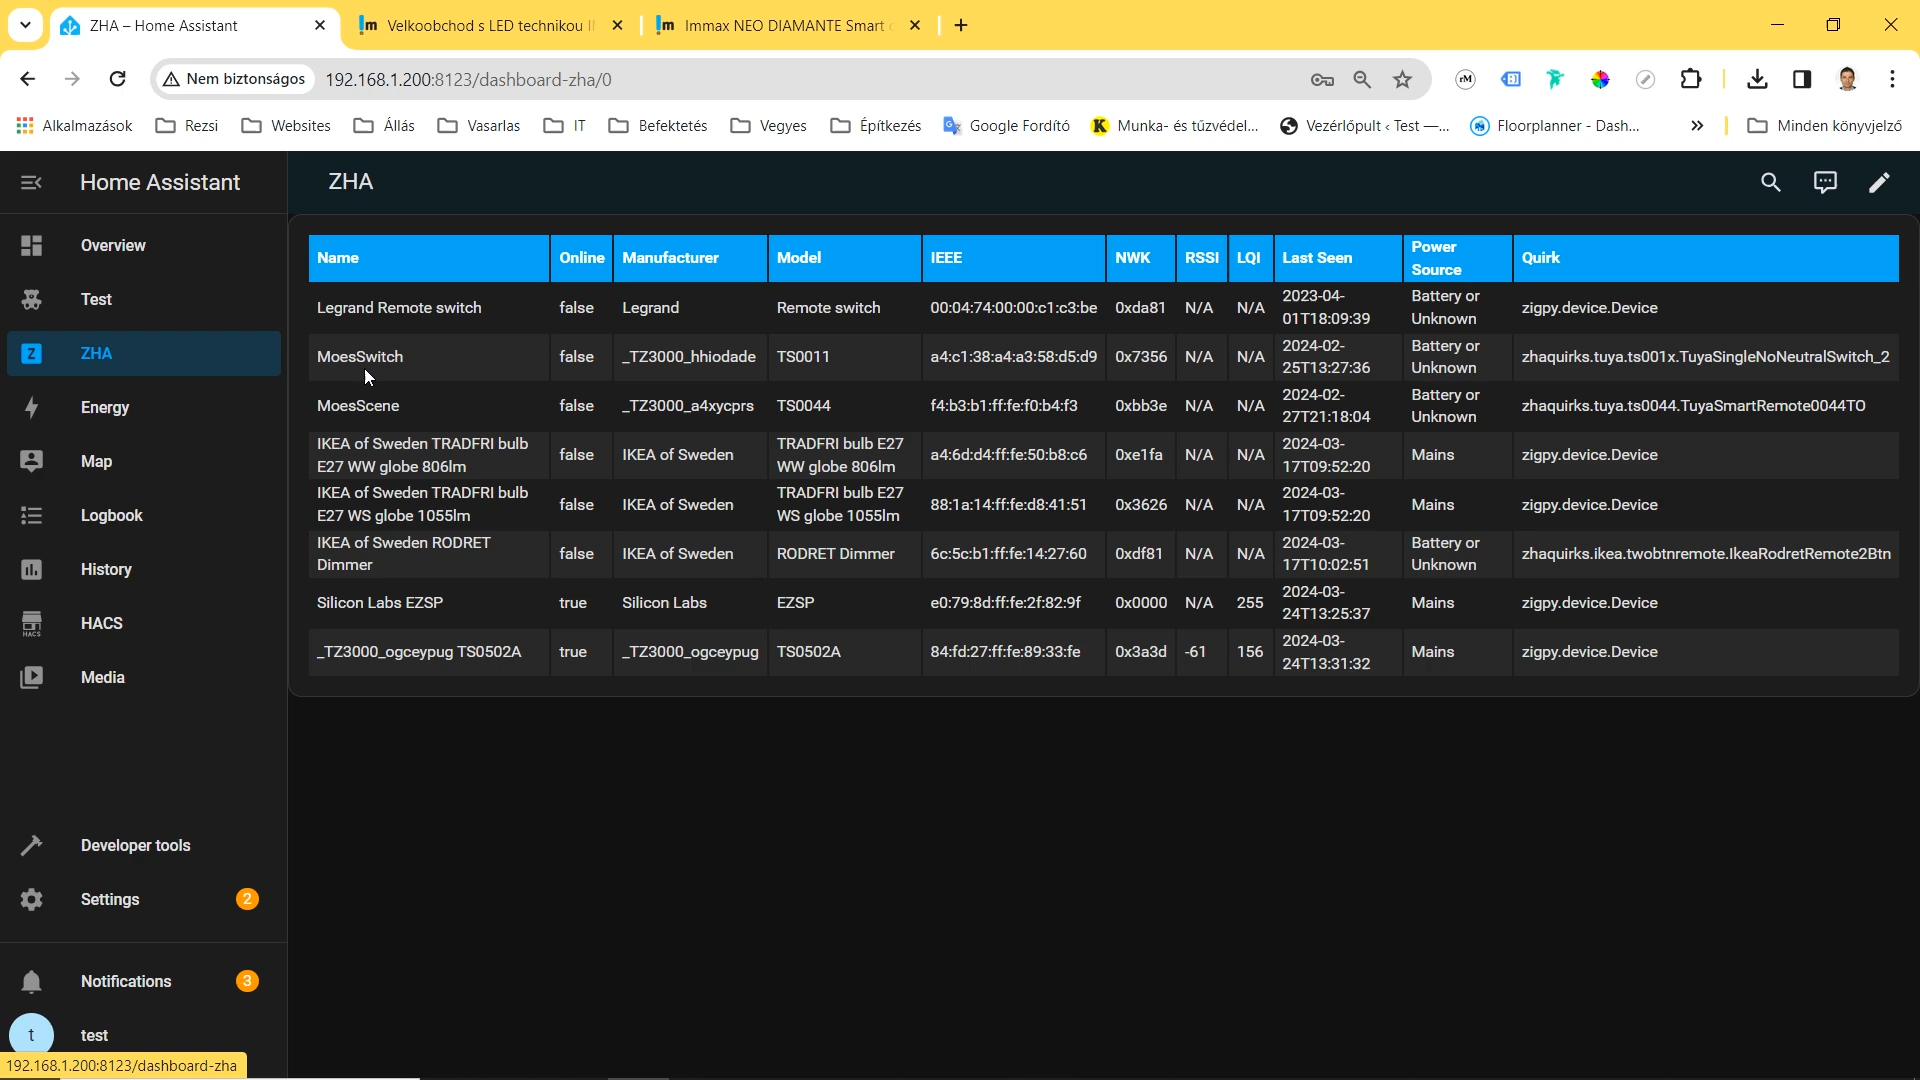 ZHA – Home Assistant
Velkoobchod s LED technikou I
Immax NEO DIAMANTE Smart
Nem biztonságos
192.168.1.200:8123/dashboard-zha/0
Alkalmazások
Rezsi
Websites
Állás
Vasarlas
IT
Befektetés
Vegyes
Építkezés
Google Fordító
Munka- és tűzvédel...
Vezérlőpult ‹ Test —...
Floorplanner - Dash...
Minden könyvjelző
Home Assistant
ZHA
Overview
Test
ZHA
Energy
Map
Logbook
History
HACS
HACS
Media
Developer tools
Settings 2
Notifications 3
t test
192.168.1.200:8123/dashboard-zha
Name Online Manufacturer Model IEEE NWK RSSI LQI Last Seen Power Source Quirk
Legrand Remote switch false Legrand Remote switch 00:04:74:00:00:c1:c3:be 0xda81 N/A N/A 2023-04-01T18:09:39 Battery or Unknown zigpy.device.Device
MoesSwitch false _TZ3000_hhiodade TS0011 a4:c1:38:a4:a3:58:d5:d9 0x7356 N/A N/A 2024-02-25T13:27:36 Battery or Unknown zhaquirks.tuya.ts001x.TuyaSingleNoNeutralSwitch_2
MoesScene false _TZ3000_a4xycprs TS0044 f4:b3:b1:ff:fe:f0:b4:f3 0xbb3e N/A N/A 2024-02-27T21:18:04 Battery or Unknown zhaquirks.tuya.ts0044.TuyaSmartRemote0044TO
IKEA of Sweden TRADFRI bulb E27 WW globe 806lm false IKEA of Sweden TRADFRI bulb E27 WW globe 806lm a4:6d:d4:ff:fe:50:b8:c6 0xe1fa N/A N/A 2024-03-17T09:52:20 Mains zigpy.device.Device
IKEA of Sweden TRADFRI bulb E27 WS globe 1055lm false IKEA of Sweden TRADFRI bulb E27 WS globe 1055lm 88:1a:14:ff:fe:d8:41:51 0x3626 N/A N/A 2024-03-17T09:52:20 Mains zigpy.device.Device
IKEA of Sweden RODRET Dimmer false IKEA of Sweden RODRET Dimmer 6c:5c:b1:ff:fe:14:27:60 0xdf81 N/A N/A 2024-03-17T10:02:51 Battery or Unknown zhaquirks.ikea.twobtnremote.IkeaRodretRemote2Btn
Silicon Labs EZSP true Silicon Labs EZSP e0:79:8d:ff:fe:2f:82:9f 0x0000 N/A 255 2024-03-24T13:25:37 Mains zigpy.device.Device
_TZ3000_ogceypug TS0502A true _TZ3000_ogceypug TS0502A 84:fd:27:ff:fe:89:33:fe 0x3a3d -61 156 2024-03-24T13:31:32 Mains zigpy.device.Device